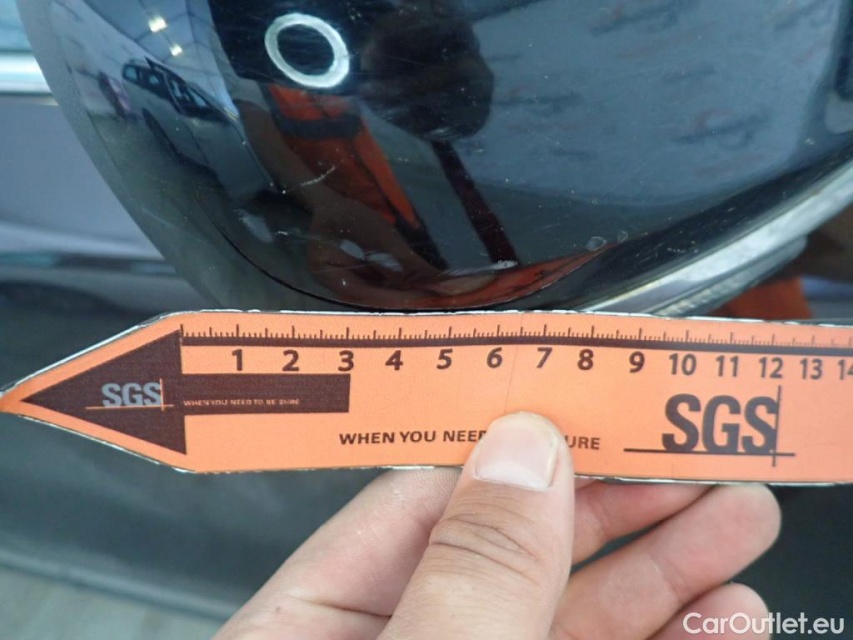 1 2 3 4 5 6 7 8 9 10 11 12 13 14
SGS
WHEN YOU NEED TO BE SURE
WHEN YOU NEED URE
SGS
CarOutlet.eu